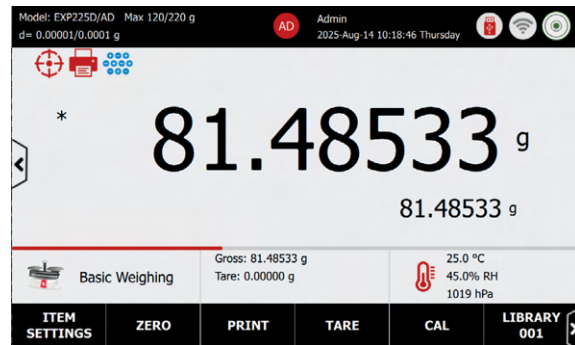 Model: EXP225D/AD Max 120/220 g
d= 0.00001/0.0001 g
AD
Admin
2025-Aug-14 10:18:46 Thursday
* 81.48533 g
81.48533 g
Basic Weighing
Gross: 81.48533 g
Tare: 0.00000 g
25.0 °C
45.0% RH
1019 hPa
ITEM SETTINGS
ZERO
PRINT
TARE
CAL
LIBRARY 001